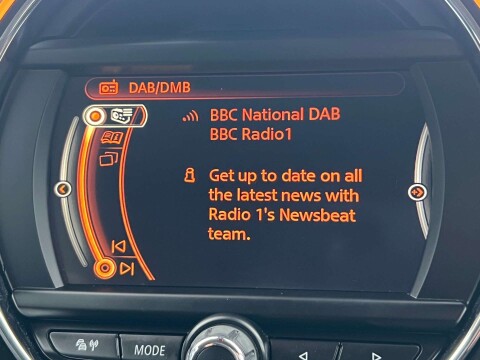 DAB/DMB
BBC National DAB
BBC Radio1
Get up to date on all
the latest news with
Radio 1's Newsbeat
team.
MODE